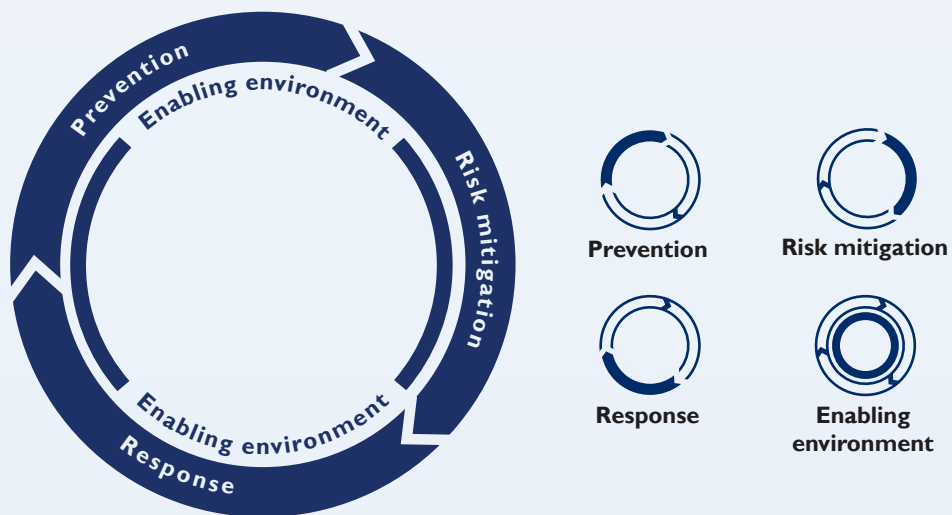 Prevention
Enabling environment
Risk mitigation
Enabling environment
Response
Prevention
Risk mitigation
Response
Enabling
environment